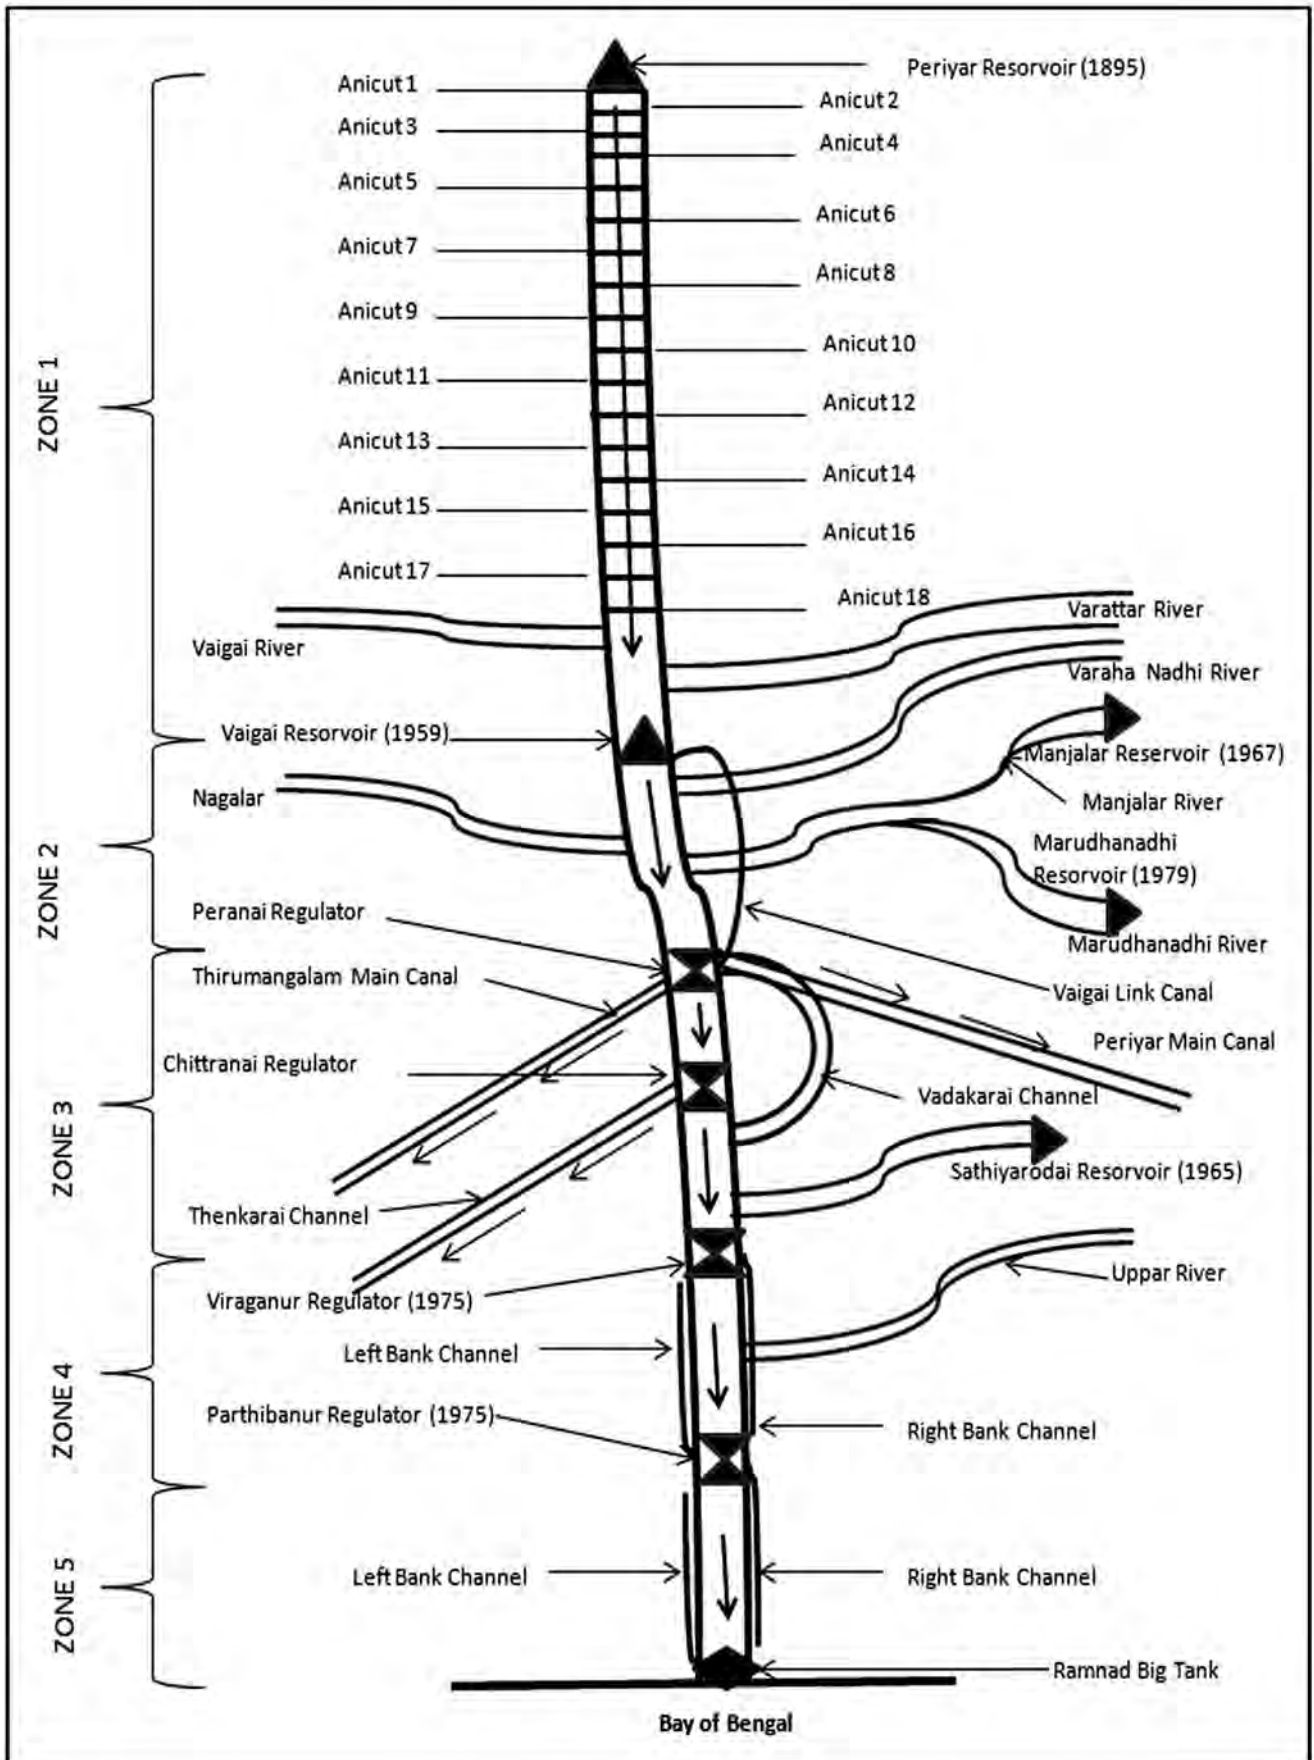 Periyar Resorvoir (1895)
Anicut 1
Anicut 2
Anicut 3
Anicut 4
Anicut 5
Anicut 6
Anicut 7
Anicut 8
Anicut 9
Anicut 10
Anicut 11
Anicut 12
Anicut 13
Anicut 14
Anicut 15
Anicut 16
Anicut 17
Anicut 18
ZONE 1
Varattar River
Vaigai River
Varaha Nadhi River
Vaigai Resorvoir (1959)
Manjalar Reservoir (1967)
Nagalar
Manjalar River
Marudhanadhi
Resorvoir (1979)
ZONE 2
Peranai Regulator
Marudhanadhi River
Thirumangalam Main Canal
Vaigai Link Canal
Periyar Main Canal
Chittranai Regulator
Vadakarai Channel
ZONE 3
Sathiyarodai Resorvoir (1965)
Thenkarai Channel
Uppar River
Viraganur Regulator (1975)
Left Bank Channel
ZONE 4
Parthibanur Regulator (1975)
Right Bank Channel
Left Bank Channel
Right Bank Channel
ZONE 5
Ramnad Big Tank
Bay of Bengal